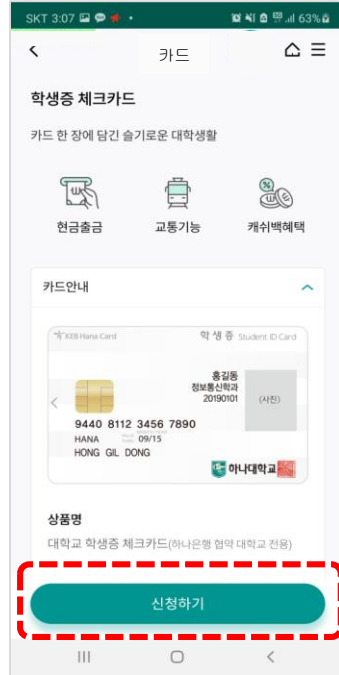 SKT 3:07
63%
카드
학생증 체크카드
카드 한 장에 담긴 슬기로운 대학생활
현금출금 교통기능 캐쉬백혜택
카드안내
KEB Hana Card 학 생 증 Student ID Card
홍길동
정보통신학과
20190101
(사진)
9440 8112 3456 7890
HANA 09/15
HONG GIL DONG
하나대학교
상품명
대학교 학생증 체크카드(하나은행 협약 대학교 전용)
신청하기